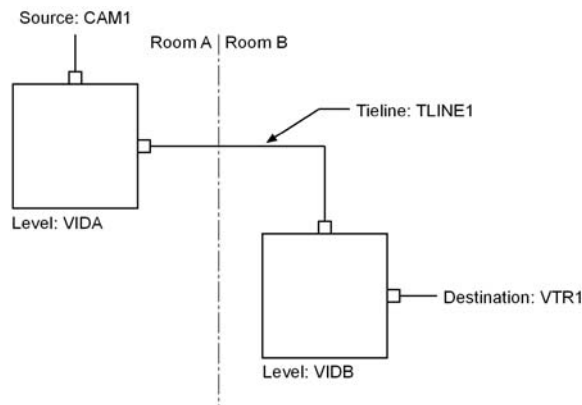 Source: CAM1
Room A
Room B
Tieline: TLINE1
Level: VIDA
Destination: VTR1
Level: VIDB